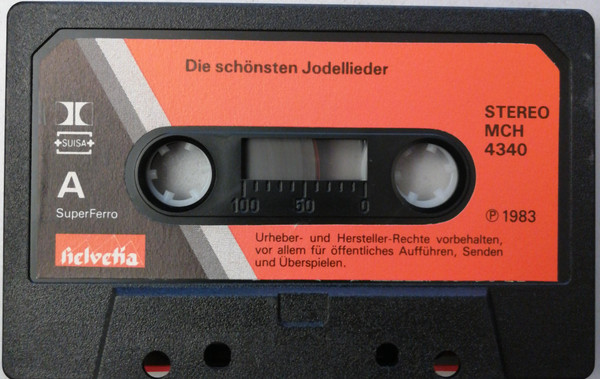 Die schönsten Jodellieder
SUISA
STEREO
MCH
4340
A
SuperFerro
100 50 0
℗ 1983
Helvetia
Urheber- und Hersteller-Rechte vorbehalten,
vor allem für öffentliches Aufführen, Senden
und Überspielen.